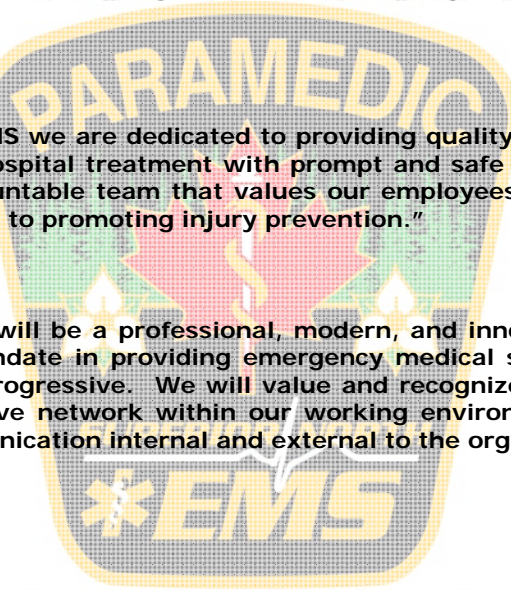 PARAMEDIC
MS we are dedicated to providing quality
ospital treatment with prompt and safe
untable team that values our employees
to promoting injury prevention.”
will be a professional, modern, and inno
ndate in providing emergency medical s
rogressive. We will value and recognize
ve network within our working environ
SUPERIOR NORTH
nication internal and external to the org
EMS